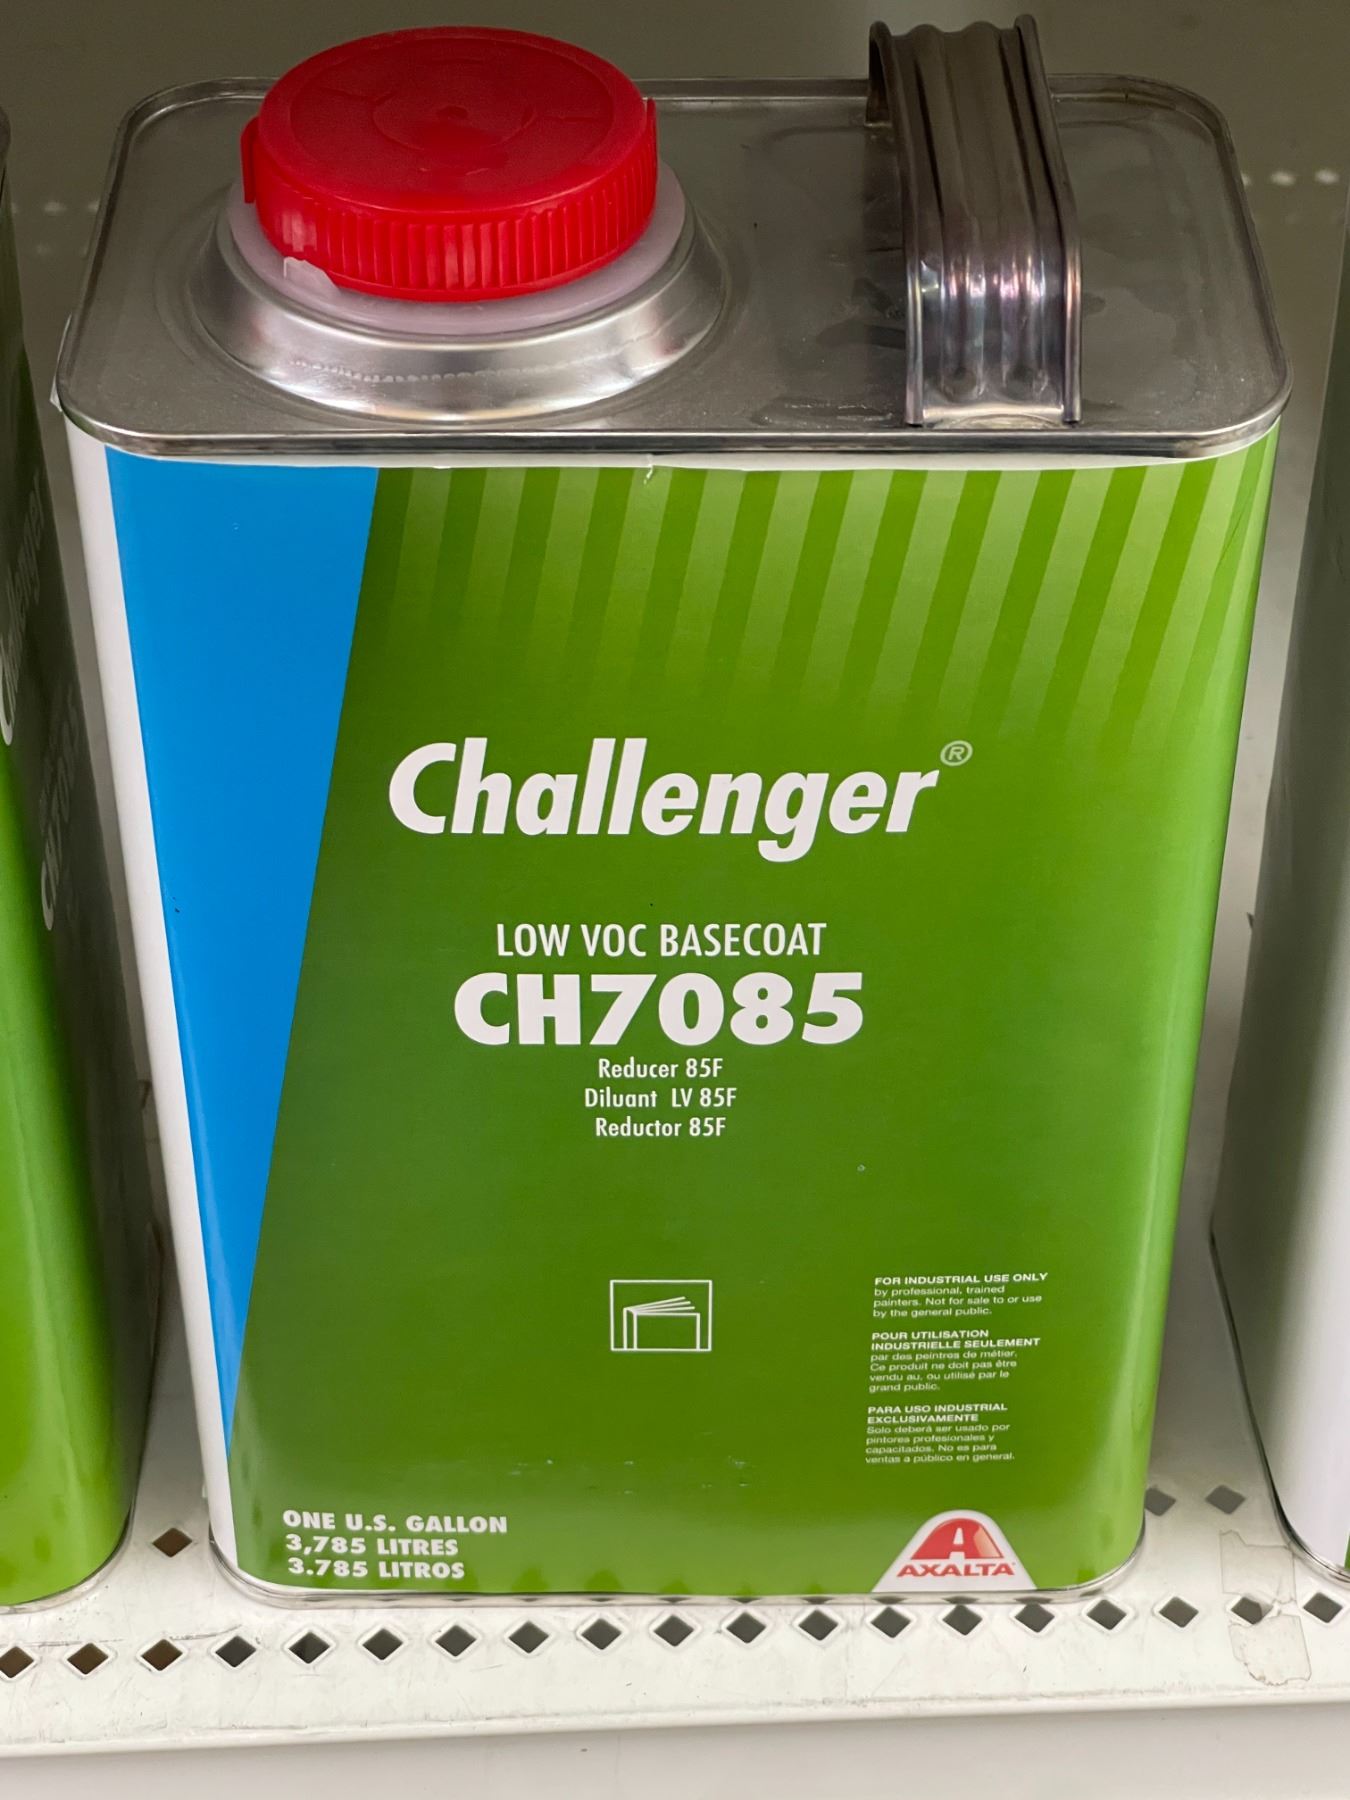 Challenger®
LOW VOC BASECOAT
CH7085
Reducer 85F
Diluant LV 85F
Reductor 85F
FOR INDUSTRIAL USE ONLY
by professional, trained
painters. Not for sale to or use
by the general public.
POUR UTILISATION
INDUSTRIELLE SEULEMENT
par des peintres de métier.
Ce produit ne doit pas être
vendu au, ou utilisé par le
grand public.
PARA USO INDUSTRIAL
EXCLUSIVAMENTE
Solo deberá ser usado por
pintores profesionales y
capacitados. No es para
ventas a público en general.
ONE U.S. GALLON
3,785 LITRES
3.785 LITROS
A
AXALTA
Challenger
CH7085